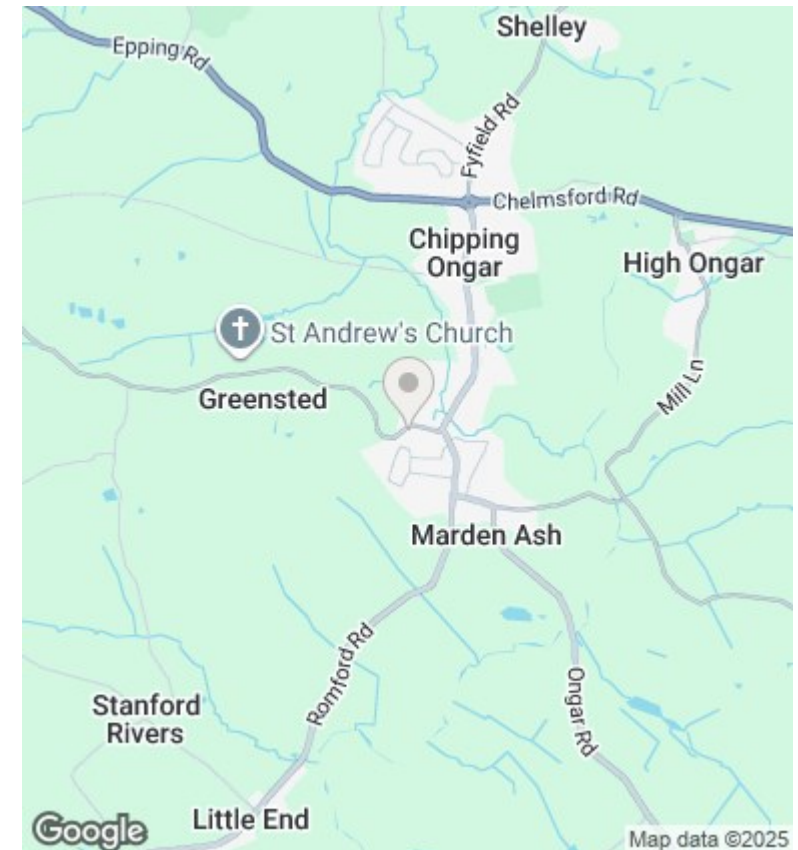 Shelley
Epping Rd
Fyfield Rd
Chelmsford Rd
Chipping
Ongar
High Ongar
St Andrew's Church
Greensted
Mill Ln
Marden Ash
Romford Rd
Ongar Rd
Stanford
Rivers
Little End
Google
Map data ©2025